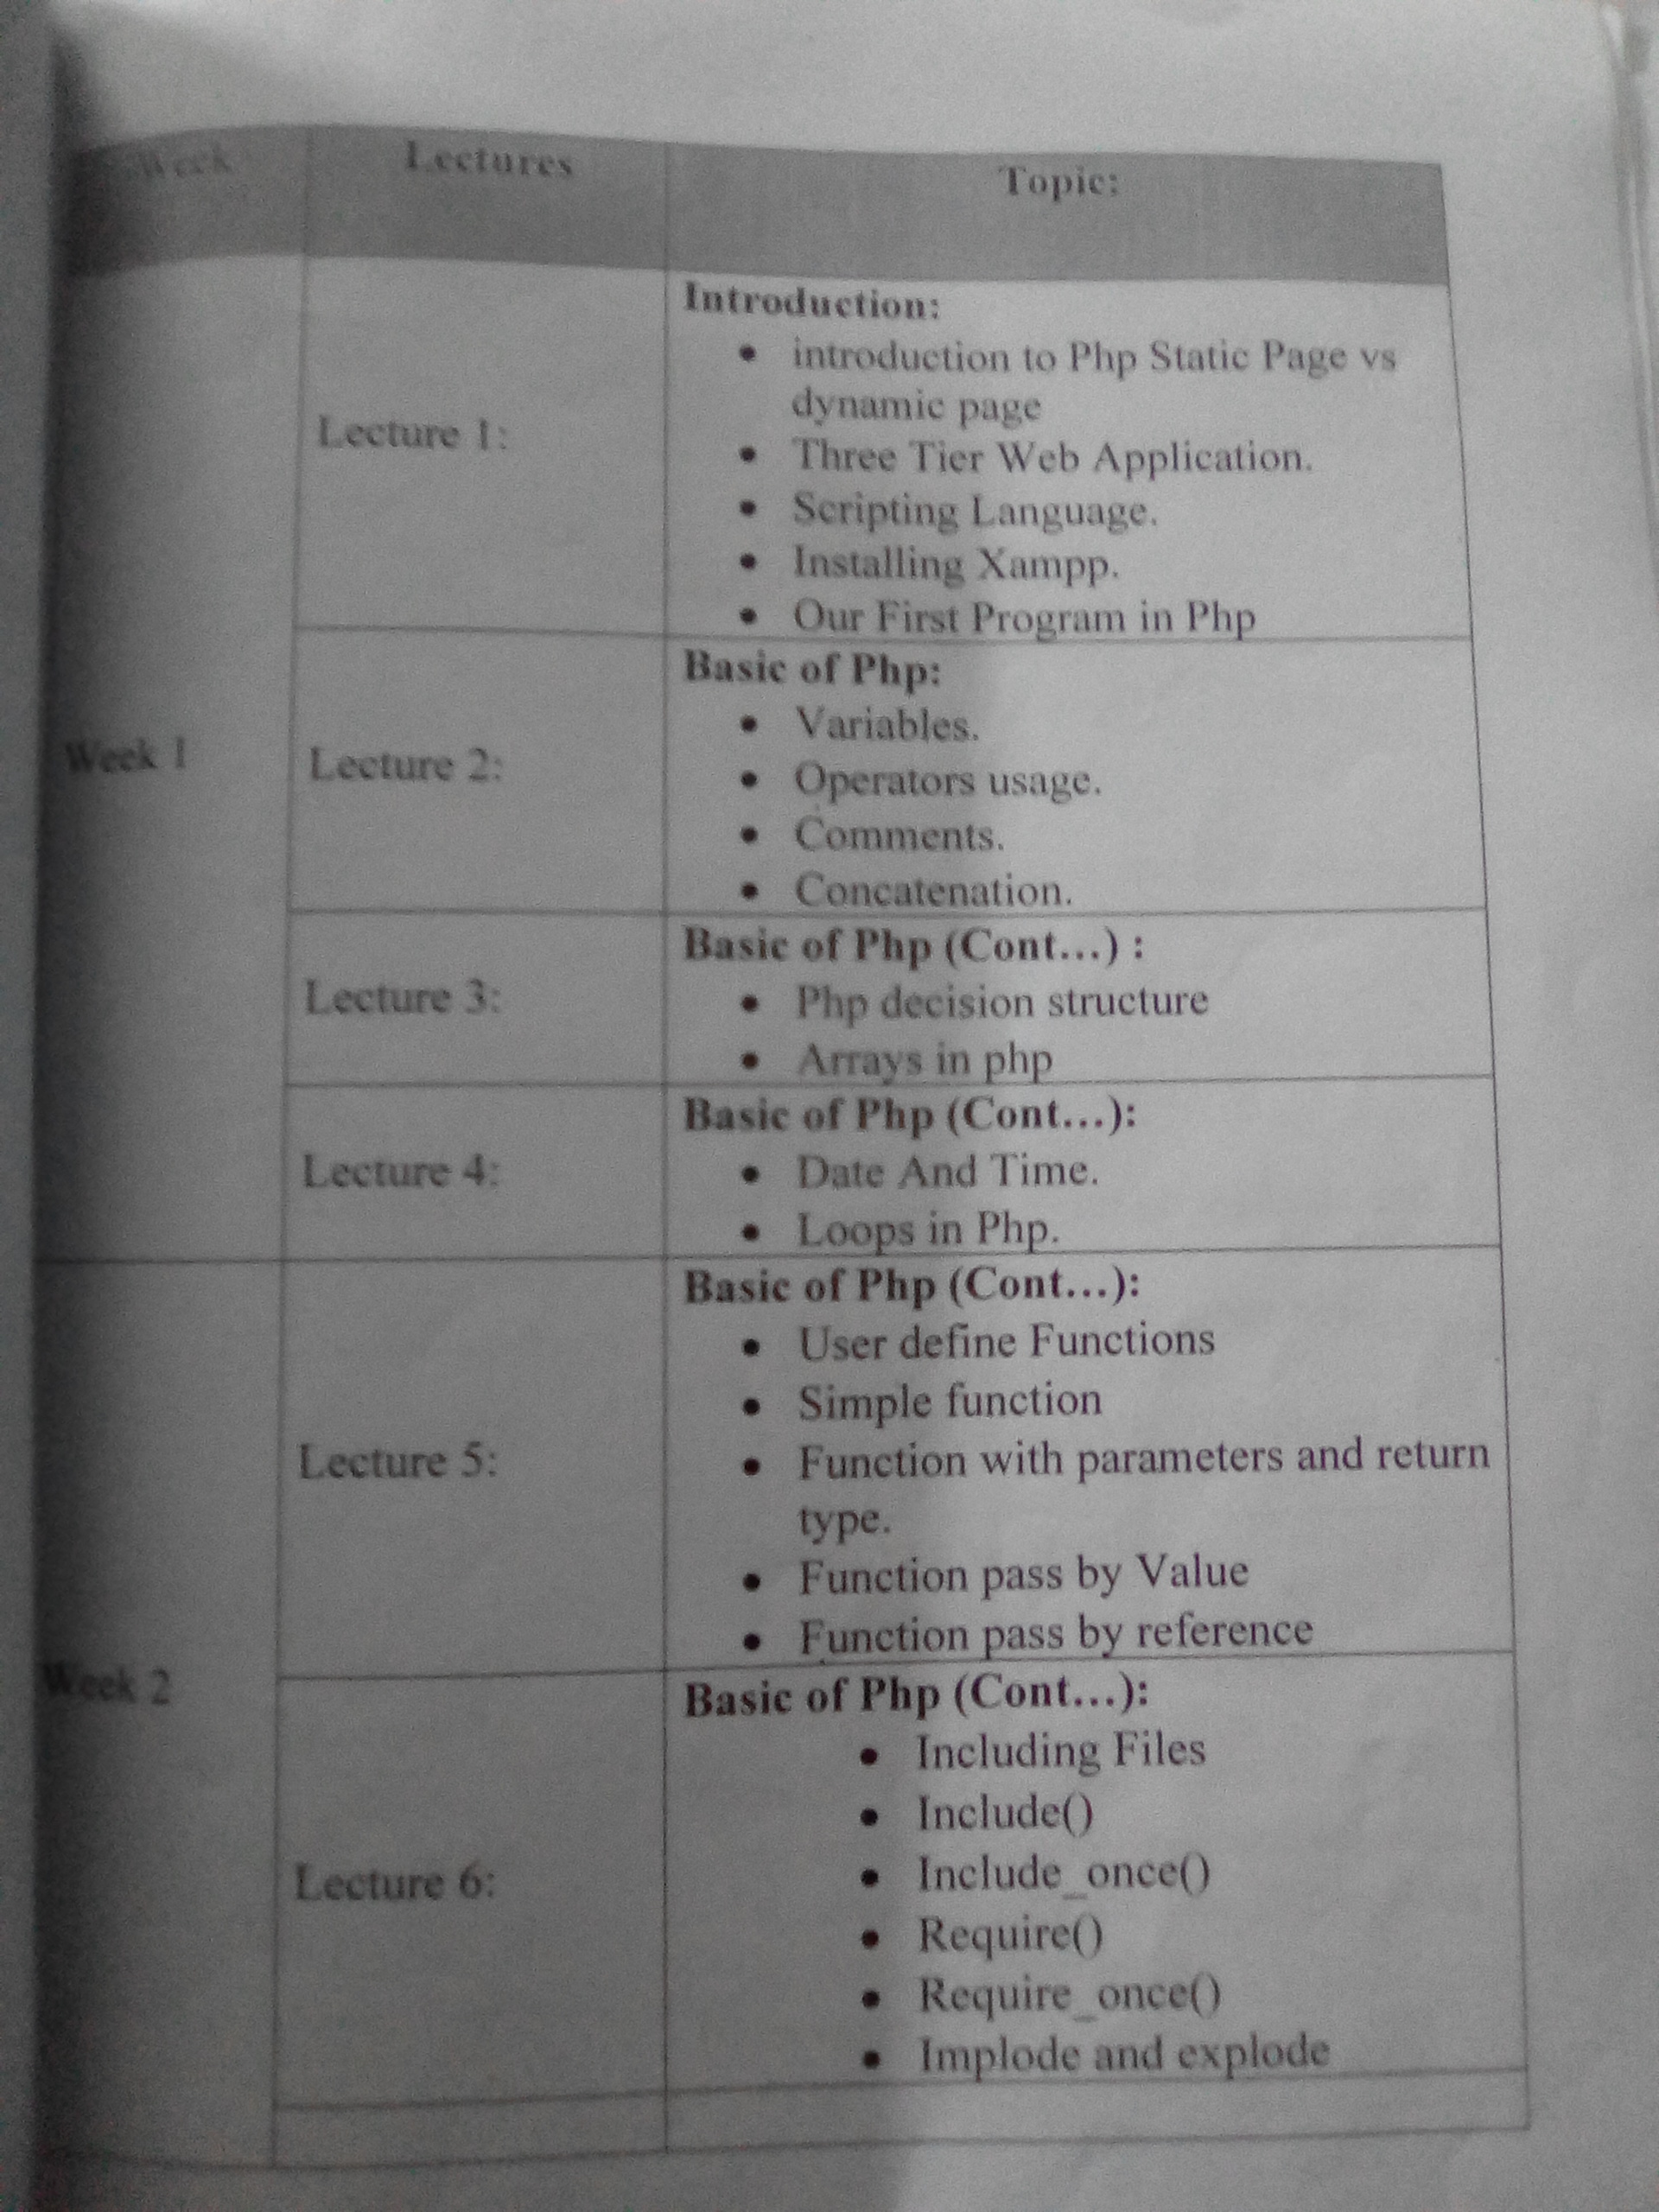 Week Lectures Topic:
Introduction:
• introduction to Php Static Page vs
dynamic page
Lecture 1:
• Three Tier Web Application.
• Scripting Language.
• Installing Xampp.
• Our First Program in Php
Basic of Php:
• Variables.
Week 1 Lecture 2:
• Operators usage.
• Comments.
• Concatenation.
Basic of Php (Cont...) :
Lecture 3:
• Php decision structure
• Arrays in php
Basic of Php (Cont...):
Lecture 4:
• Date And Time.
• Loops in Php.
Basic of Php (Cont...):
• User define Functions
• Simple function
Lecture 5:
• Function with parameters and return
type.
• Function pass by Value
• Function pass by reference
Week 2
Basic of Php (Cont...):
• Including Files
• Include()
Lecture 6:
• Include_once()
• Require()
• Require_once()
• Implode and explode